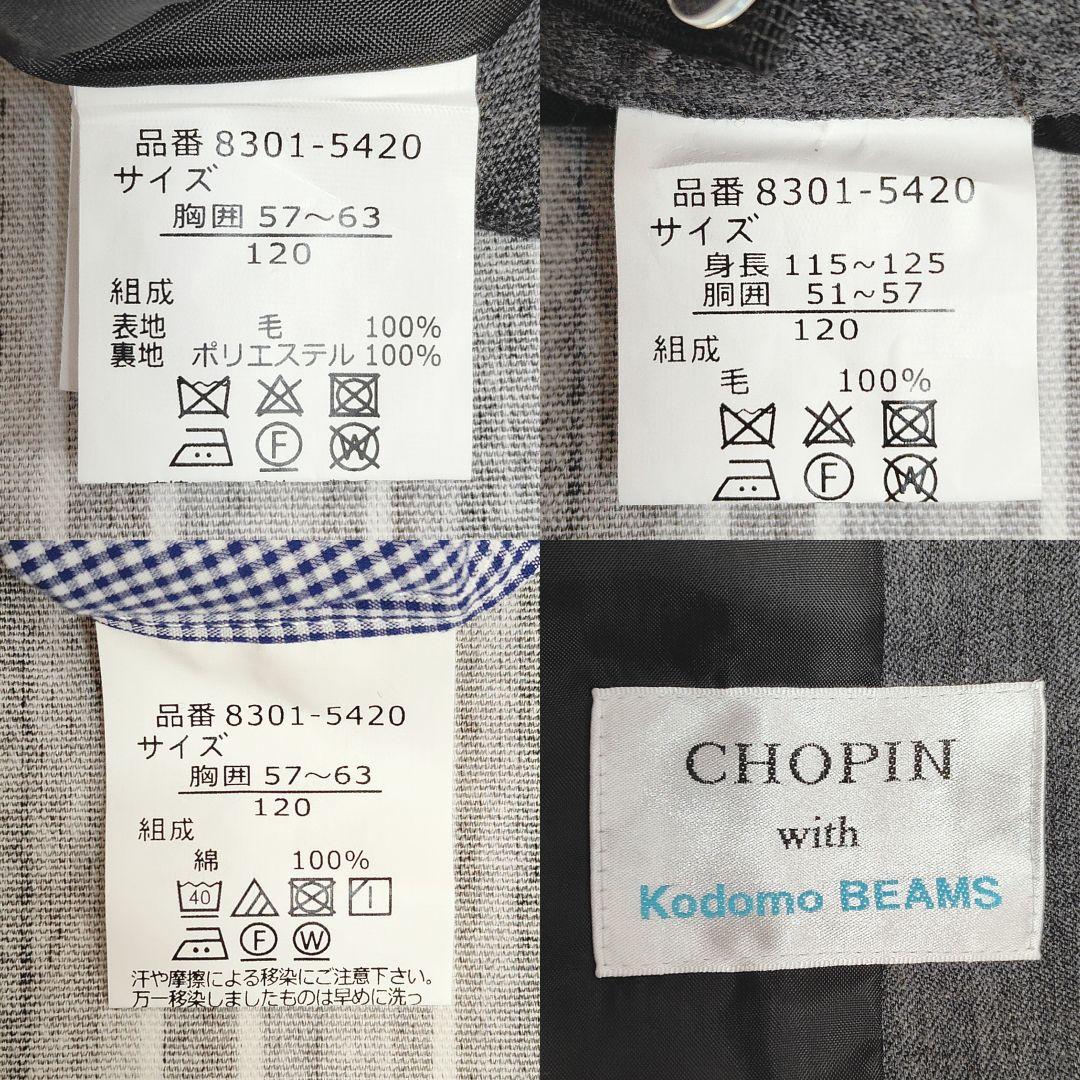 品番 8301-5420
サイズ
胸囲 57〜63
120
組成
表地 毛 100%
裏地 ポリエステル 100%
F
W
品番 8301-5420
サイズ
身長 115〜125
胴囲 51〜57
120
組成
毛 100%
F
W
品番 8301-5420
サイズ
胸囲 57〜63
120
組成
綿 100%
40
F
W
汗や摩擦による移染にご注意下さい。
万一移染しましたものは早めに洗っ
CHOPIN
with
Kodomo BEAMS